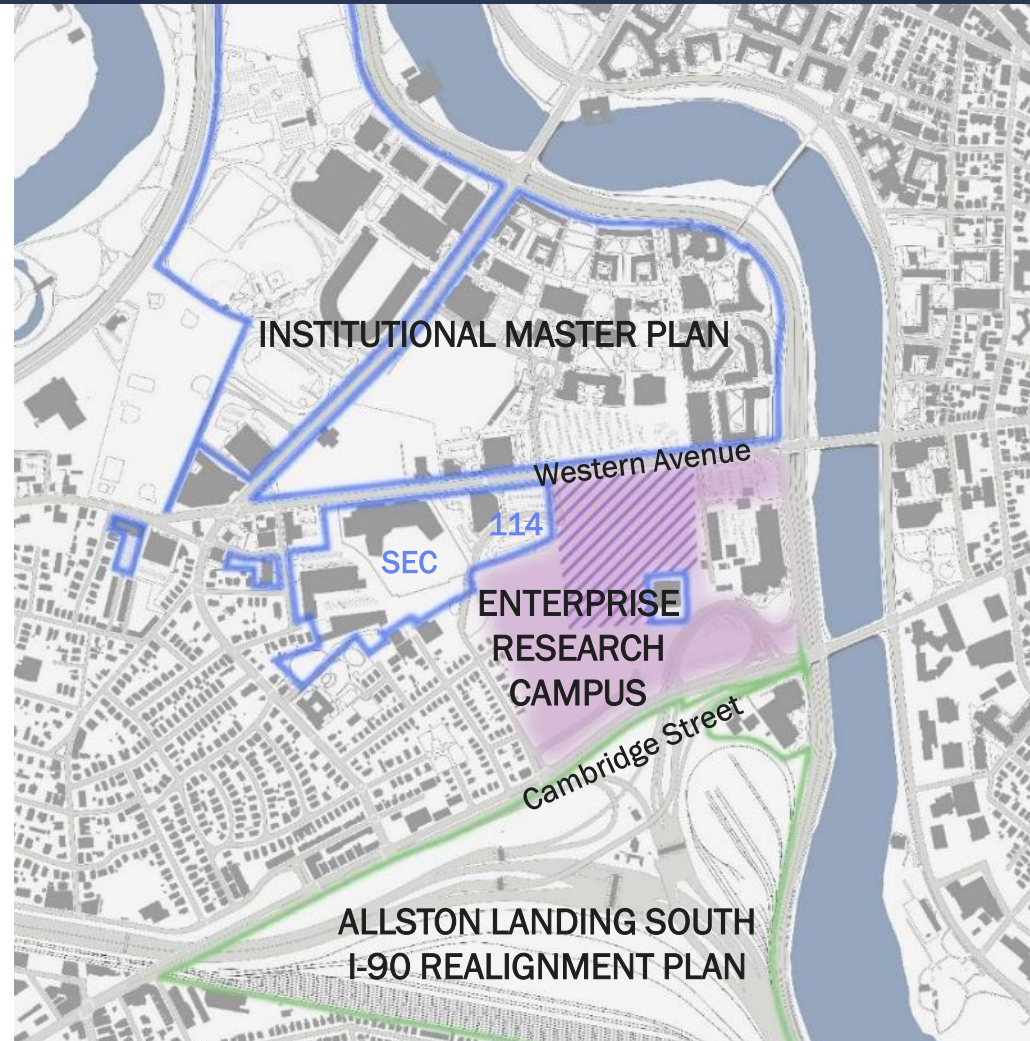 INSTITUTIONAL MASTER PLAN
Western Avenue
114
SEC
ENTERPRISE
RESEARCH
CAMPUS
Cambridge Street
ALLSTON LANDING SOUTH
I-90 REALIGNMENT PLAN